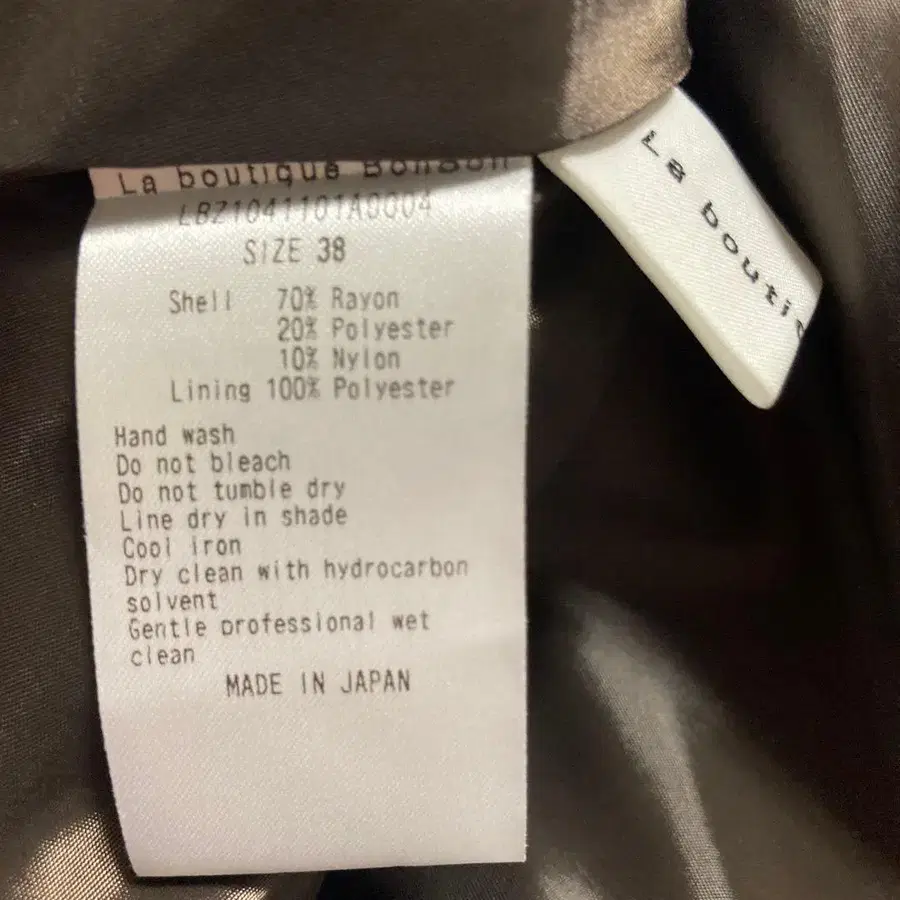 La boutique BonBon
LBZ1041101A0004
SIZE 38
Shell 70% Rayon
20% Polyester
10% Nylon
Lining 100% Polyester
Hand wash
Do not bleach
Do not tumble dry
Line dry in shade
Cool iron
Dry clean with hydrocarbon
solvent
Gentle professional wet
clean
MADE IN JAPAN
La bouti